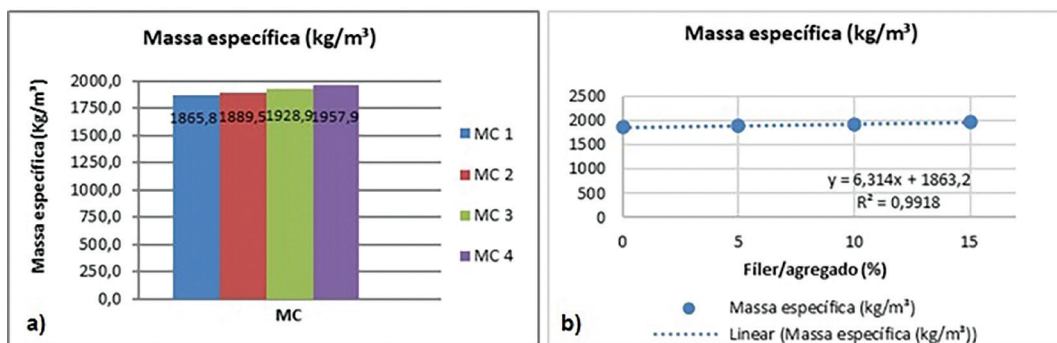 Massa específica (kg/m³)
Massa específica(Kg/m³)
2000,0
1750,0
1500,0
1250,0
1000,0
750,0
500,0
250,0
0,0
1865,8
1889,5
1928,9
1957,9
MC
MC 1
MC 2
MC 3
MC 4
a)
Massa específica (kg/m³)
2500
2000
1500
1000
500
0
y = 6,314x + 1863,2
R² = 0,9918
0
5
10
15
Fíler/agregado (%)
Massa específica (kg/m³)
Linear (Massa específica (kg/m³))
b)